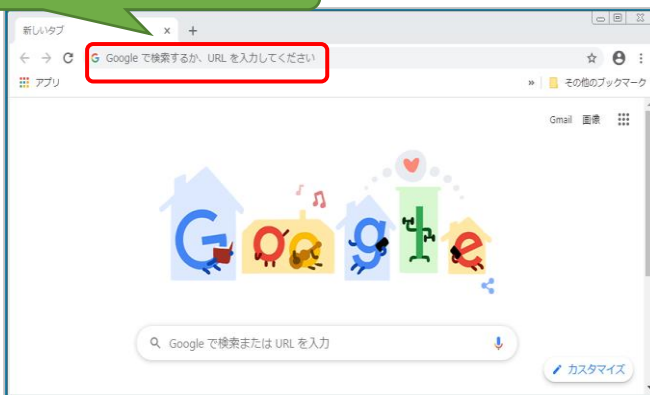 新しいタブ
G Google で検索するか、URL を入力してください
アプリ
» その他のブックマーク
Gmail 画像
Google
Google で検索または URL を入力
カスタマイズ